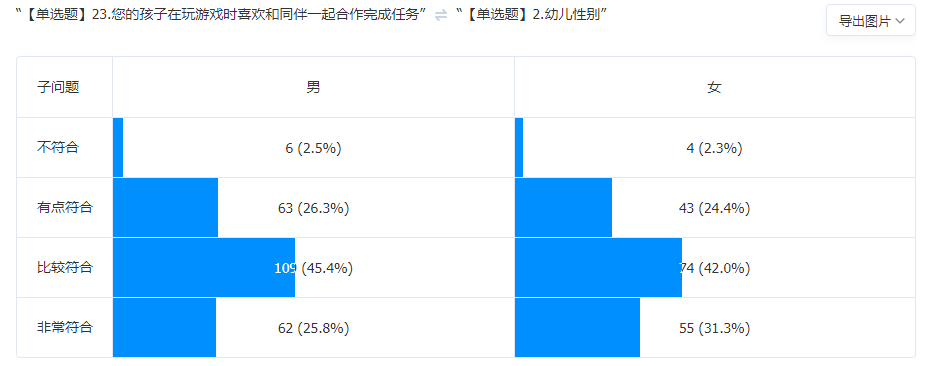 “【单选题】23.您的孩子在玩游戏时喜欢和同伴一起合作完成任务” ⇌ “【单选题】2.幼儿性别”
导出图片
子问题 男 女
不符合 6 (2.5%) 4 (2.3%)
有点符合 63 (26.3%) 43 (24.4%)
比较符合 109 (45.4%) 74 (42.0%)
非常符合 62 (25.8%) 55 (31.3%)